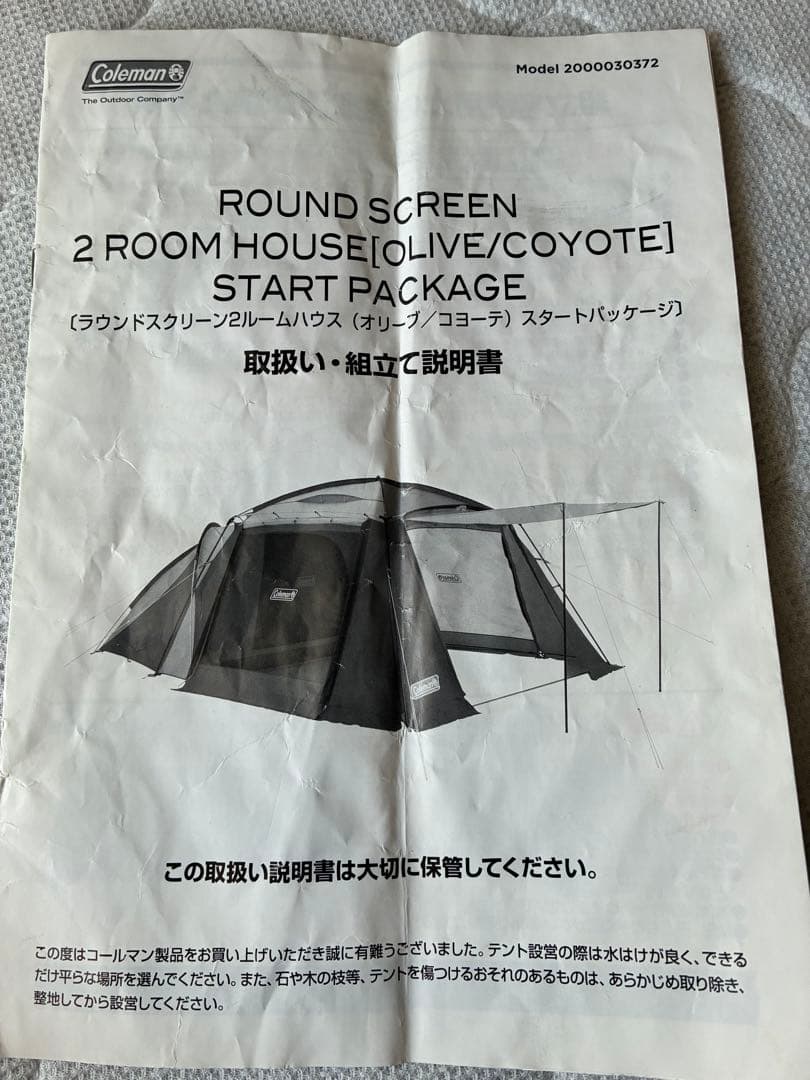 Coleman
The Outdoor Company™
Model 2000030372
ROUND SCREEN
2 ROOM HOUSE[OLIVE/COYOTE]
START PACKAGE
〔ラウンドスクリーン2ルームハウス（オリーブ／コヨーテ）スタートパッケージ〕
取扱い・組立て説明書
Coleman
Coleman
この取扱い説明書は大切に保管してください。
この度はコールマン製品をお買い上げいただき誠に有難うございました。テント設営の際は水はけが良く、できる
だけ平らな場所を選んでください。また、石や木の枝等、テントを傷つけるおそれのあるものは、あらかじめ取り除き、
整地してから設営してください。